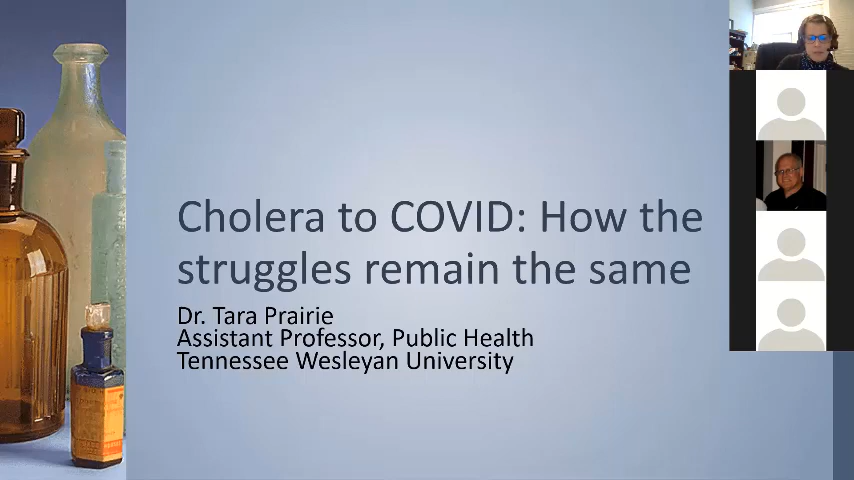 Cholera to COVID: How the
struggles remain the same
Dr. Tara Prairie
Assistant Professor, Public Health
Tennessee Wesleyan University